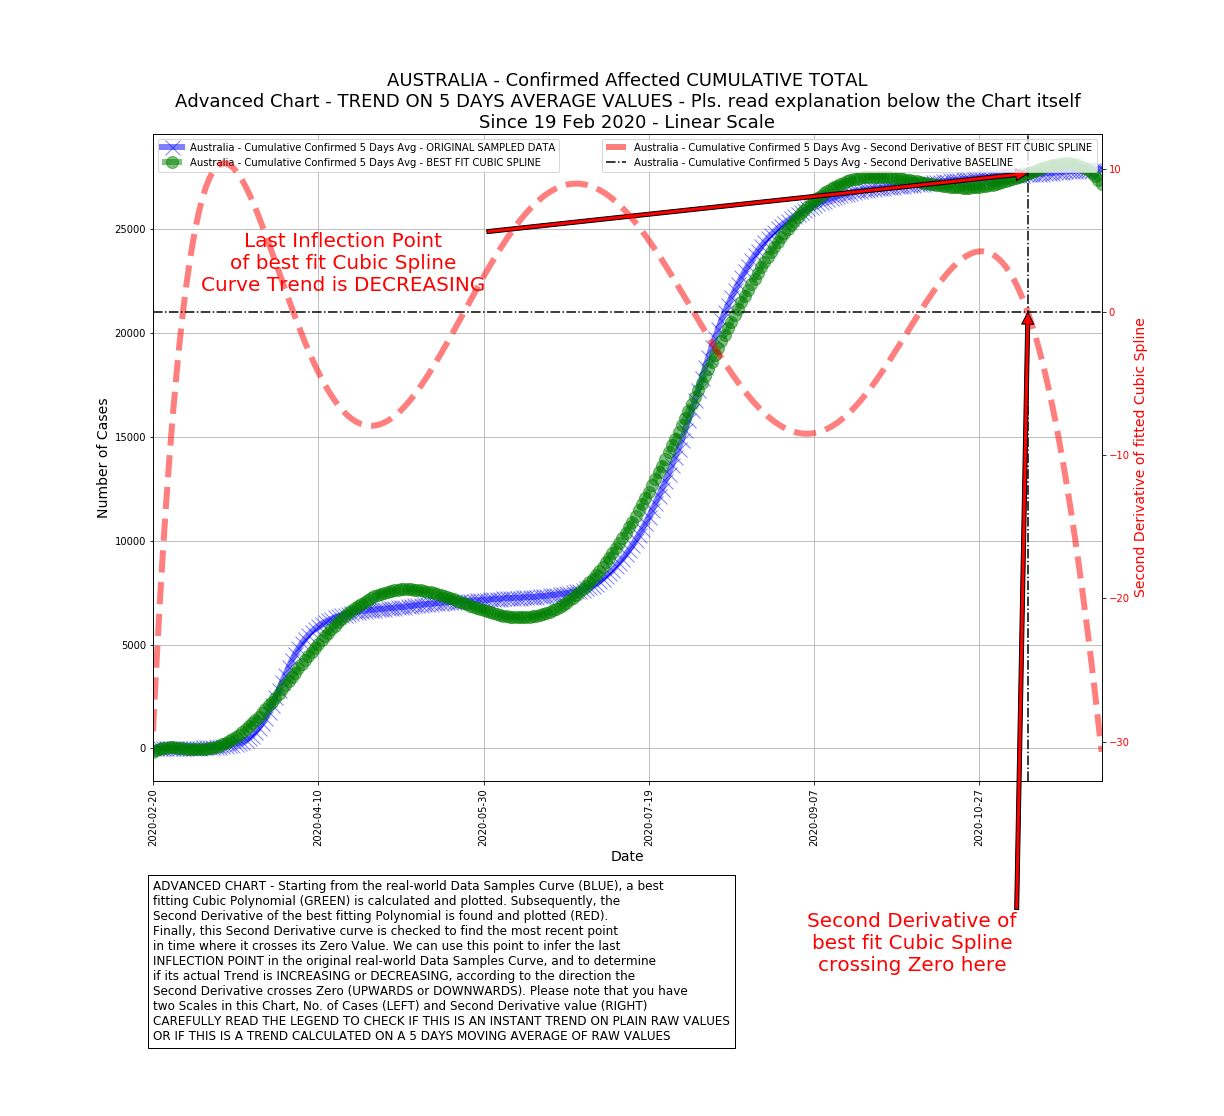 AUSTRALIA - Confirmed Affected CUMULATIVE TOTAL
Advanced Chart - TREND ON 5 DAYS AVERAGE VALUES - Pls. read explanation below the Chart itself
Since 19 Feb 2020 - Linear Scale
Australia - Cumulative Confirmed 5 Days Avg - ORIGINAL SAMPLED DATA
Australia - Cumulative Confirmed 5 Days Avg - BEST FIT CUBIC SPLINE
Australia - Cumulative Confirmed 5 Days Avg - Second Derivative of BEST FIT CUBIC SPLINE
Australia - Cumulative Confirmed 5 Days Avg - Second Derivative BASELINE
Last Inflection Point
of best fit Cubic Spline
Curve Trend is DECREASING
Number of Cases
25000
20000
15000
10000
5000
0
10
0
−10
−20
−30
Second Derivative of fitted Cubic Spline
2020-02-20
2020-04-10
2020-05-30
2020-07-19
2020-09-07
2020-10-27
Date
ADVANCED CHART - Starting from the real-world Data Samples Curve (BLUE), a best
fitting Cubic Polynomial (GREEN) is calculated and plotted. Subsequently, the
Second Derivative of the best fitting Polynomial is found and plotted (RED).
Finally, this Second Derivative curve is checked to find the most recent point
in time where it crosses its Zero Value. We can use this point to infer the last
INFLECTION POINT in the original real-world Data Samples Curve, and to determine
if its actual Trend is INCREASING or DECREASING, according to the direction the
Second Derivative crosses Zero (UPWARDS or DOWNWARDS). Please note that you have
two Scales in this Chart, No. of Cases (LEFT) and Second Derivative value (RIGHT)
CAREFULLY READ THE LEGEND TO CHECK IF THIS IS AN INSTANT TREND ON PLAIN RAW VALUES
OR IF THIS IS A TREND CALCULATED ON A 5 DAYS MOVING AVERAGE OF RAW VALUES
Second Derivative of
best fit Cubic Spline
crossing Zero here